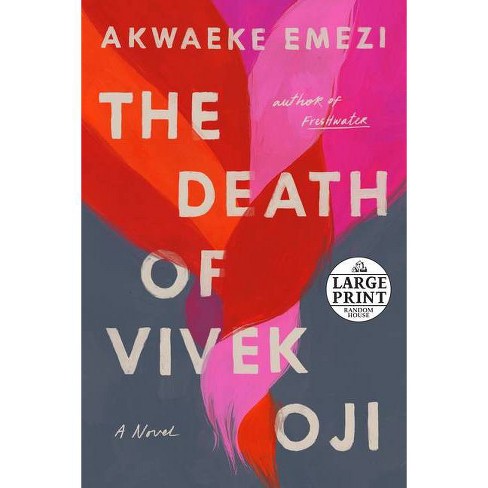 AKWAEKE EMEZI
author of
Freshwater
THE
DEATH
OF
LARGE
PRINT
RANDOM
HOUSE
VIVEK
OJI
A Novel